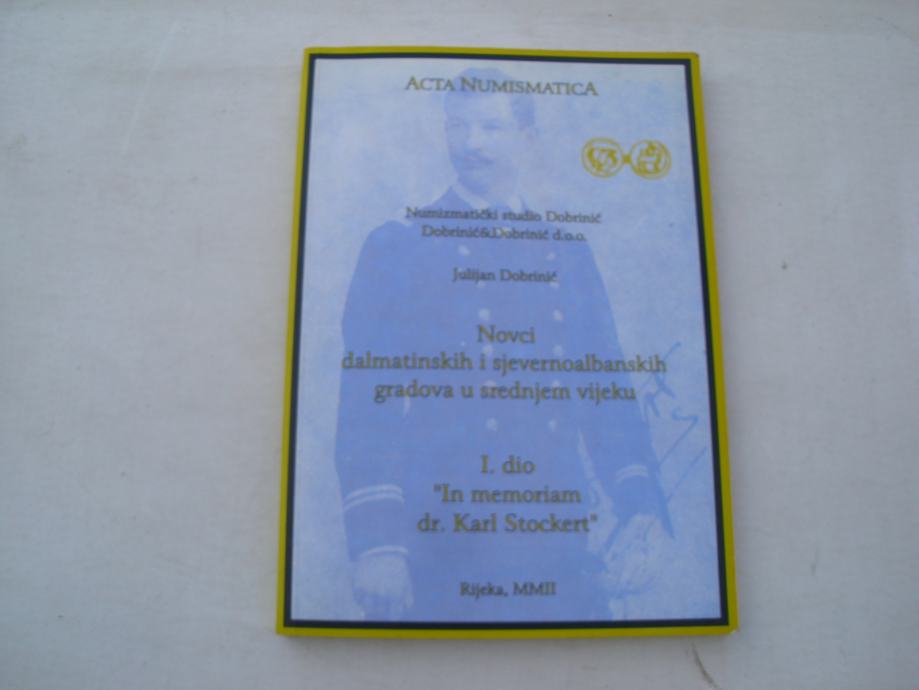 ACTA NUMISMATICA
Numizmatički studio Dobrinić
Dobrinić&Dobrinić d.o.o.
Julijan Dobrinić
Novci
dalmatinskih i sjevernoalbanskih
gradova u srednjem vijeku
I. dio
"In memoriam
dr. Karl Stockert"
Rijeka, MMII